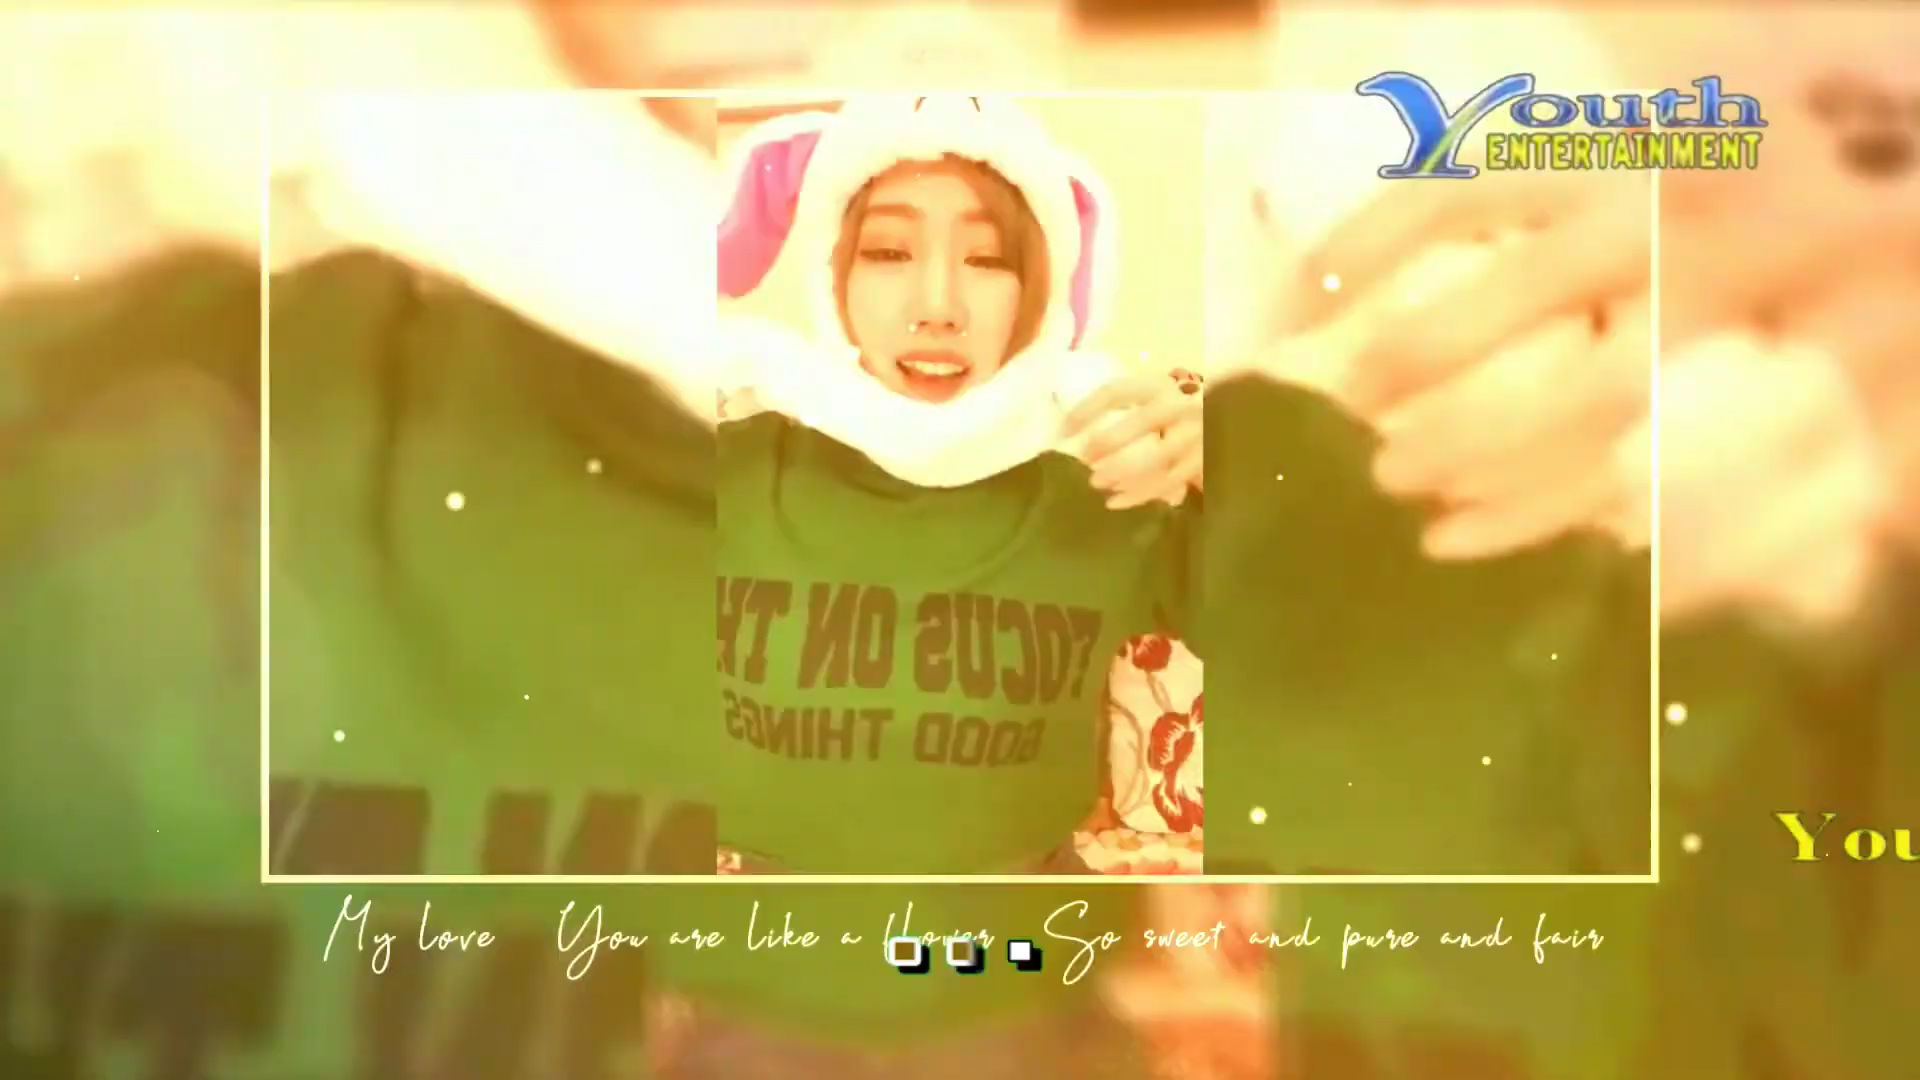 Youth
ENTERTAINMENT
FOCUS ON TH
GOOD THINGS
You
My love You are like a flower So sweet and pure and fair